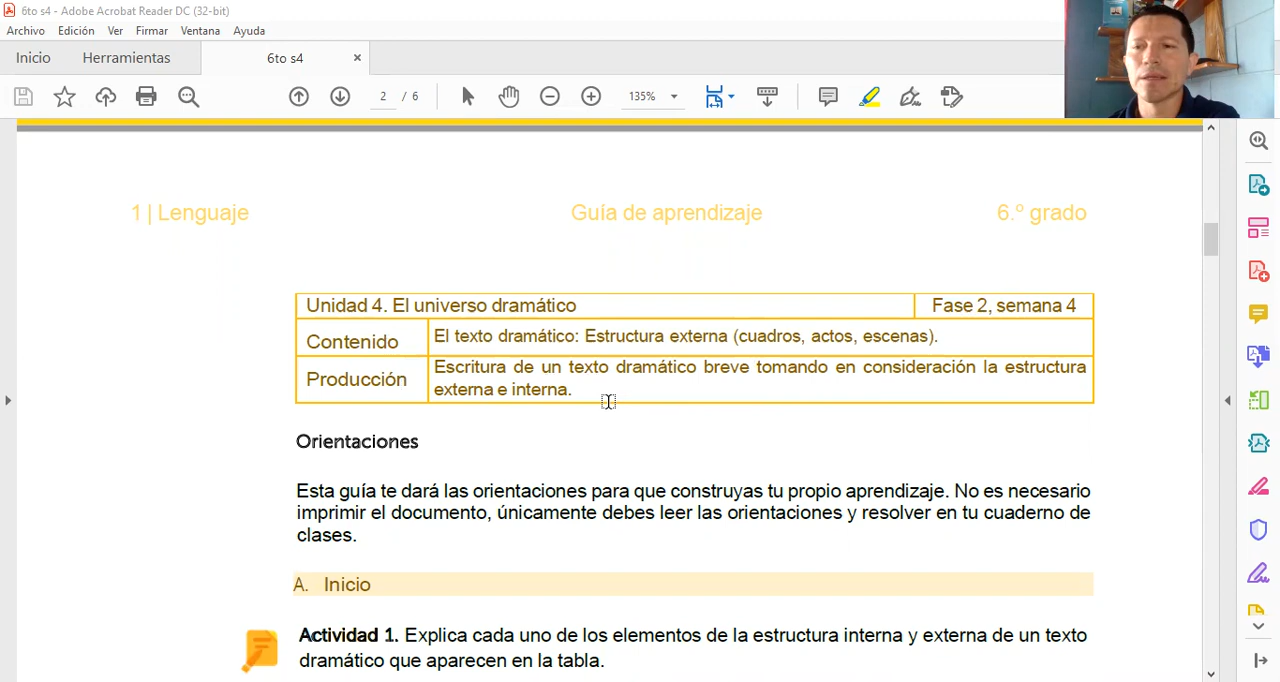 6to s4 - Adobe Acrobat Reader DC (32-bit)
Archivo Edición Ver Firmar Ventana Ayuda
Inicio Herramientas 6to s4 ×
2 / 6 135%
1 | Lenguaje Guía de aprendizaje 6.º grado
Unidad 4. El universo dramático Fase 2, semana 4
Contenido El texto dramático: Estructura externa (cuadros, actos, escenas).
Producción Escritura de un texto dramático breve tomando en consideración la estructura
externa e interna.
Orientaciones
Esta guía te dará las orientaciones para que construyas tu propio aprendizaje. No es necesario
imprimir el documento, únicamente debes leer las orientaciones y resolver en tu cuaderno de
clases.
A. Inicio
Actividad 1. Explica cada uno de los elementos de la estructura interna y externa de un texto
dramático que aparecen en la tabla.